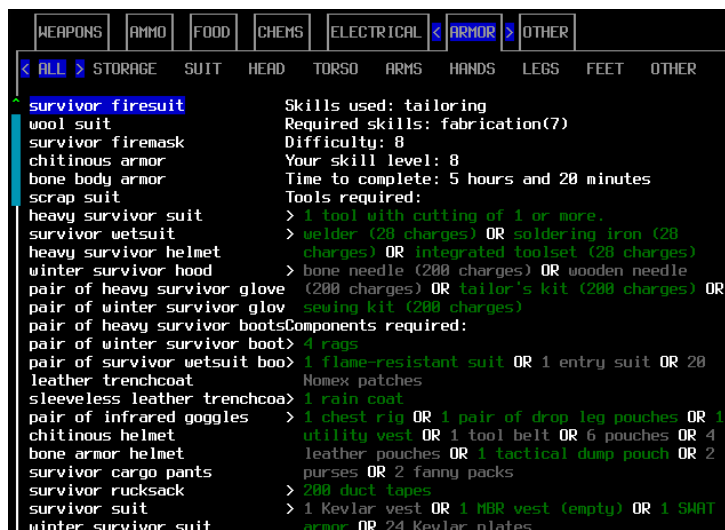 WEAPONS AMMO FOOD CHEMS ELECTRICAL < ARMOR > OTHER
< ALL > STORAGE SUIT HEAD TORSO ARMS HANDS LEGS FEET OTHER
^ survivor firesuit Skills used: tailoring
wool suit Required skills: fabrication(7)
survivor firemask Difficulty: 8
chitinous armor Your skill level: 8
bone body armor Time to complete: 5 hours and 20 minutes
scrap suit Tools required:
heavy survivor suit > 1 tool with cutting of 1 or more.
survivor wetsuit > welder (28 charges) OR soldering iron (28
heavy survivor helmet charges) OR integrated toolset (28 charges)
winter survivor hood > bone needle (200 charges) OR wooden needle
pair of heavy survivor glove (200 charges) OR tailor's kit (200 charges) OR
pair of winter survivor glov sewing kit (200 charges)
pair of heavy survivor bootsComponents required:
pair of winter survivor boot> 4 rags
pair of survivor wetsuit boo> 1 flame-resistant suit OR 1 entry suit OR 20
leather trenchcoat Nomex patches
sleeveless leather trenchcoa> 1 rain coat
pair of infrared goggles > 1 chest rig OR 1 pair of drop leg pouches OR 1
chitinous helmet utility vest OR 1 tool belt OR 6 pouches OR 4
bone armor helmet leather pouches OR 1 tactical dump pouch OR 2
survivor cargo pants purses OR 2 fanny packs
survivor rucksack > 200 duct tapes
survivor suit > 1 Kevlar vest OR 1 MBR vest (empty) OR 1 SWAT
winter survivor suit armor OR 24 Kevlar plates